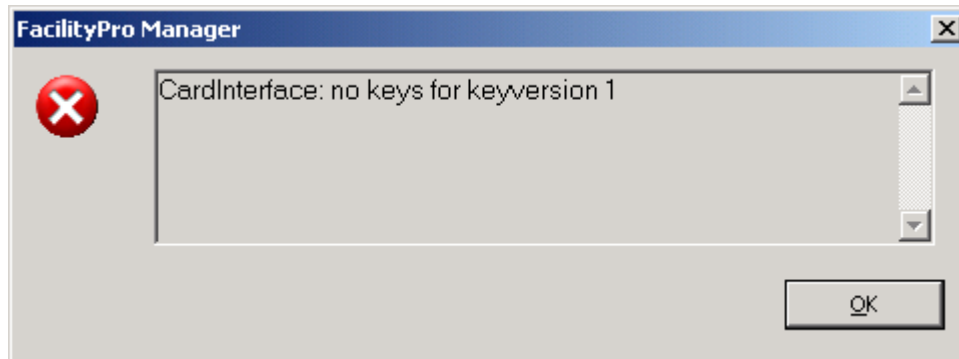 FacilityPro Manager
CardInterface: no keys for keyversion 1
OK